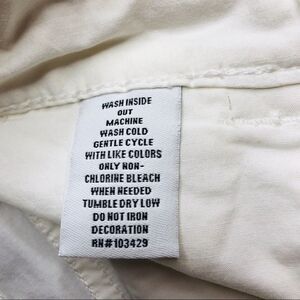 WASH INSIDE
OUT
MACHINE
WASH COLD
GENTLE CYCLE
WITH LIKE COLORS
ONLY NON-
CHLORINE BLEACH
WHEN NEEDED
TUMBLE DRY LOW
DO NOT IRON
DECORATION
RN#103429